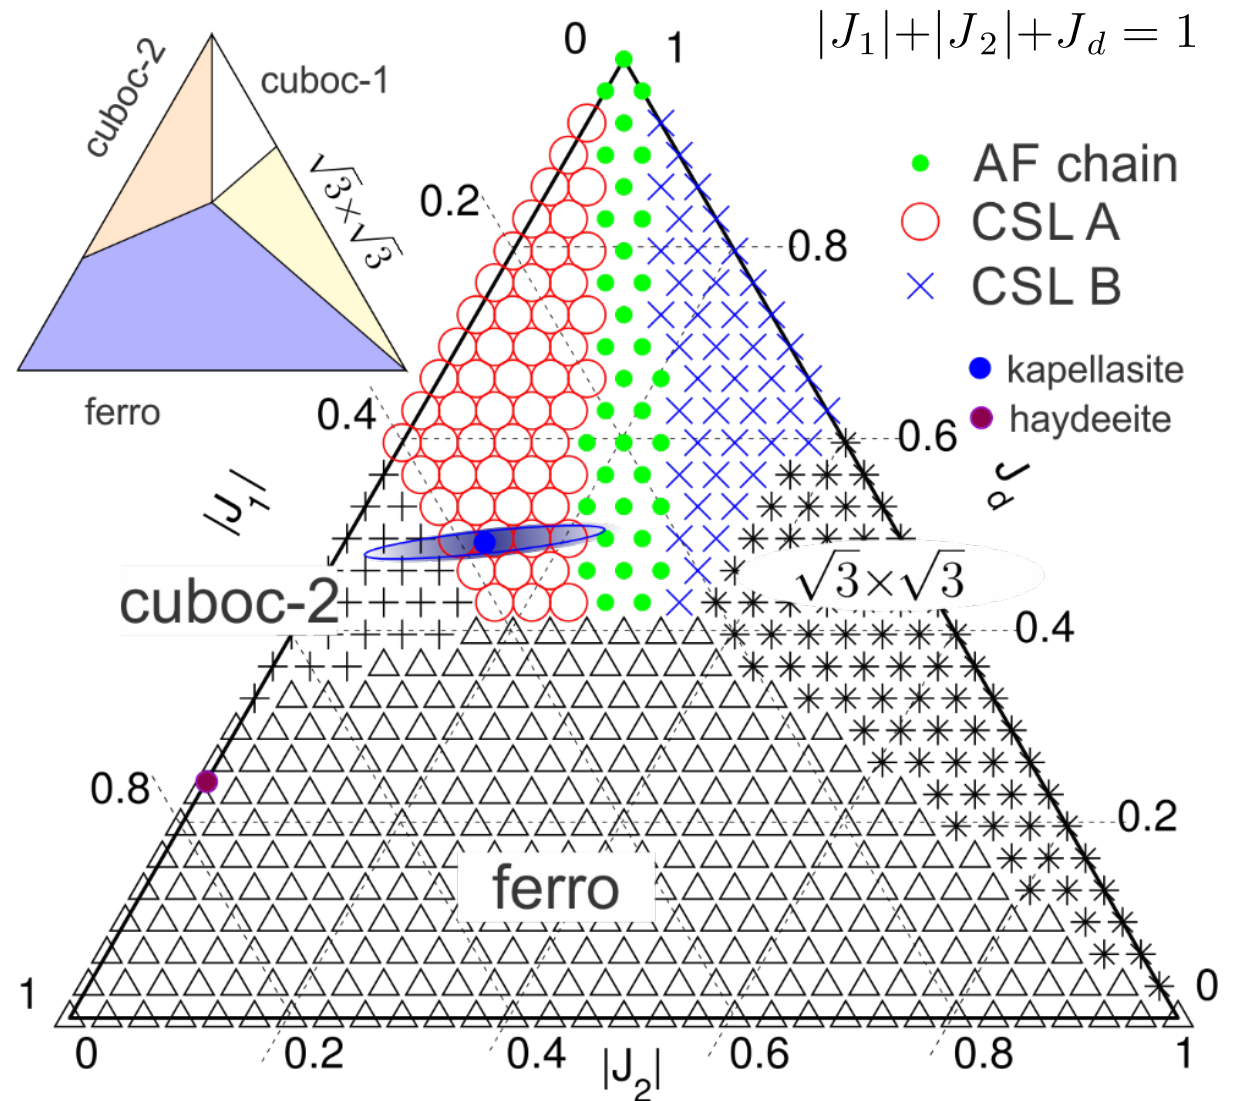 |J₁|+|J₂|+J_d = 1
cuboc-2
cuboc-1
√3×√3
ferro
0
1
AF chain
CSL A
CSL B
kapellasite
haydeeite
0.2
0.8
0.4
0.6
|J₁|
J_d
cuboc-2
√3×√3
0.4
0.8
0.2
ferro
1
0
0
0.2
0.4
|J₂|
0.6
0.8
1